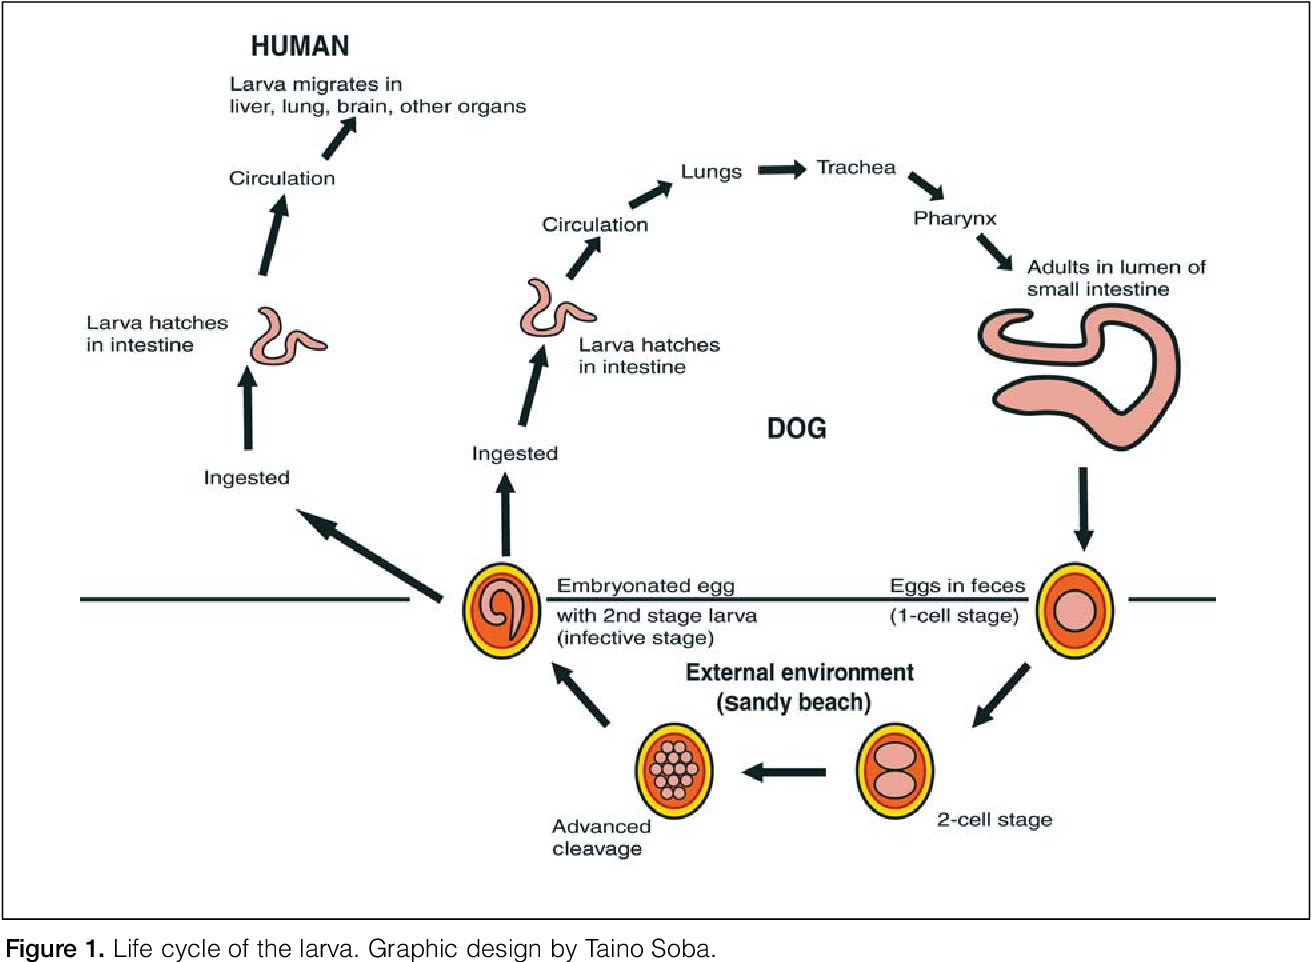 HUMAN
Larva migrates in
liver, lung, brain, other organs
Circulation
Larva hatches
in intestine
Ingested
Lungs
Trachea
Circulation
Pharynx
Adults in lumen of
small intestine
Larva hatches
in intestine
DOG
Ingested
Embryonated egg
with 2nd stage larva
(infective stage)
Eggs in feces
(1-cell stage)
External environment
(sandy beach)
Advanced
cleavage
2-cell stage
Figure 1. Life cycle of the larva. Graphic design by Taino Soba.